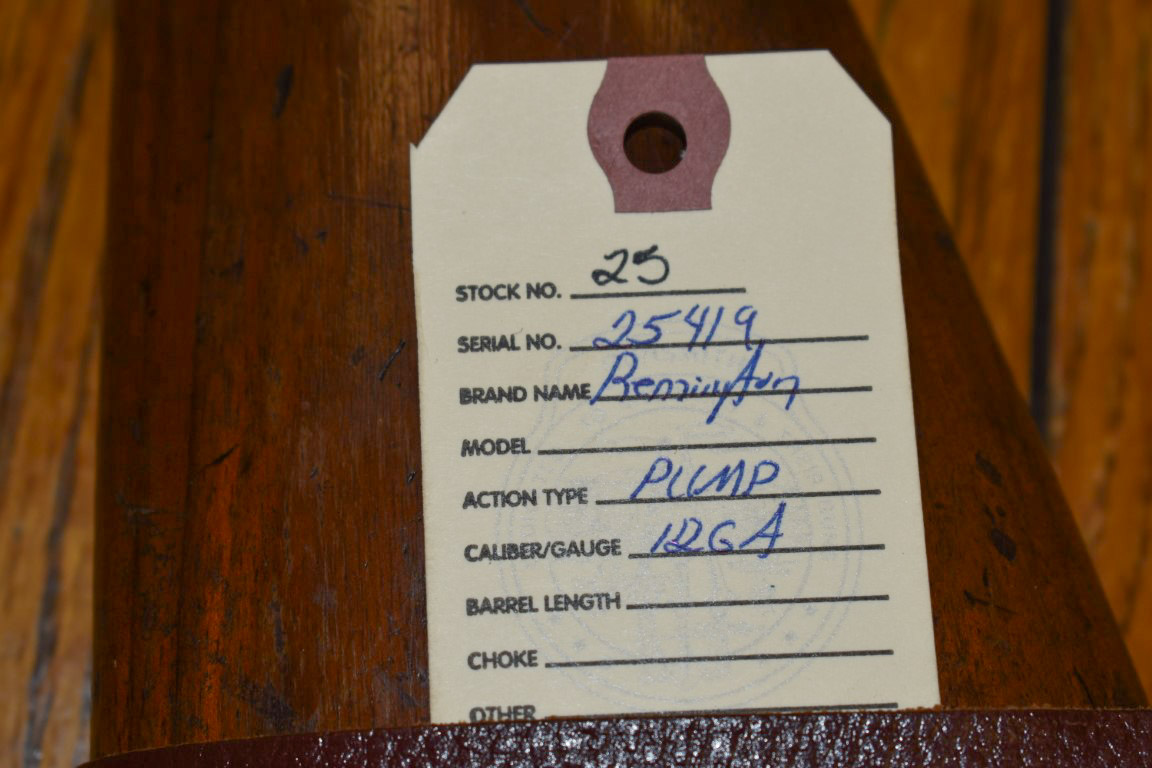 STOCK NO. 25
SERIAL NO. 25419
BRAND NAME Remington
MODEL
ACTION TYPE PUMP
CALIBER/GAUGE 12GA
BARREL LENGTH
CHOKE
OTHER